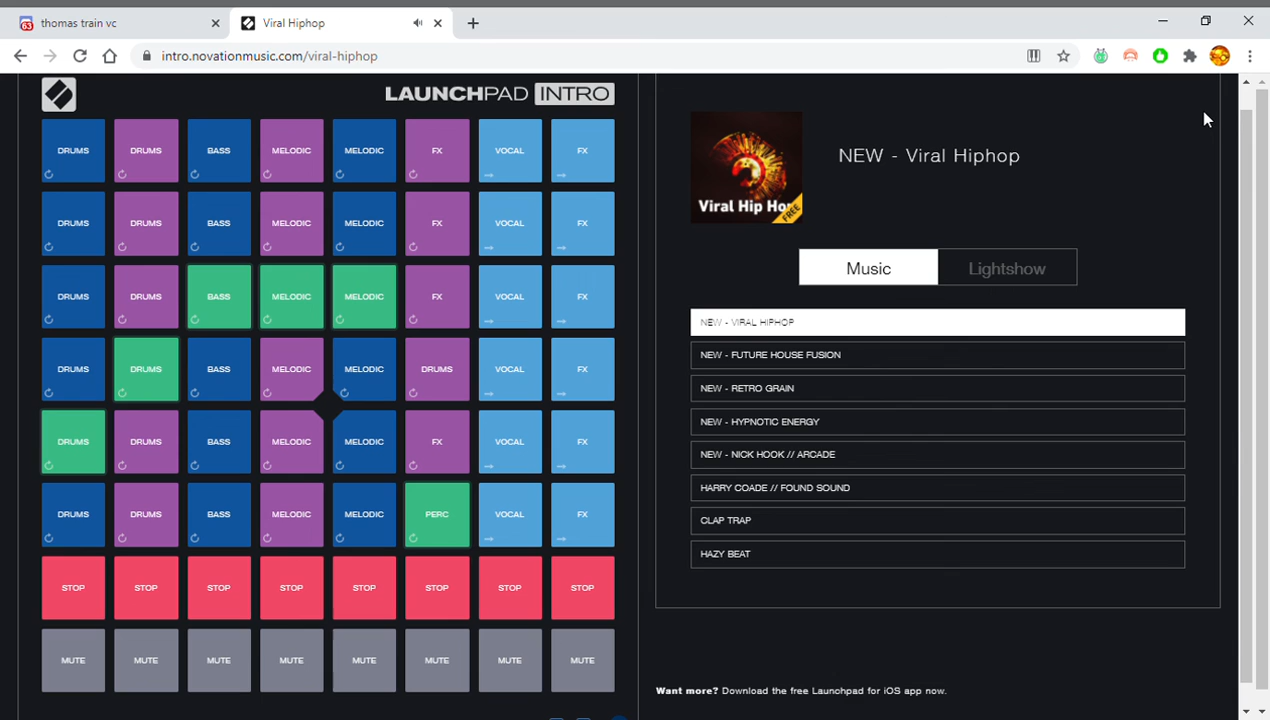 63
thomas train vc
Viral Hiphop
intro.novationmusic.com/viral-hiphop
LAUNCHPAD INTRO
DRUMS DRUMS BASS MELODIC MELODIC FX VOCAL FX
DRUMS DRUMS BASS MELODIC MELODIC FX VOCAL FX
DRUMS DRUMS BASS MELODIC MELODIC FX VOCAL FX
DRUMS DRUMS BASS MELODIC MELODIC DRUMS VOCAL FX
DRUMS DRUMS BASS MELODIC MELODIC FX VOCAL FX
DRUMS DRUMS BASS MELODIC MELODIC PERC VOCAL FX
STOP STOP STOP STOP STOP STOP STOP STOP
MUTE MUTE MUTE MUTE MUTE MUTE MUTE MUTE
Viral Hip Ho
FREE
NEW - Viral Hiphop
Music
Lightshow
NEW - VIRAL HIPHOP
NEW - FUTURE HOUSE FUSION
NEW - RETRO GRAIN
NEW - HYPNOTIC ENERGY
NEW - NICK HOOK // ARCADE
HARRY COADE // FOUND SOUND
CLAP TRAP
HAZY BEAT
Want more? Download the free Launchpad for iOS app now.